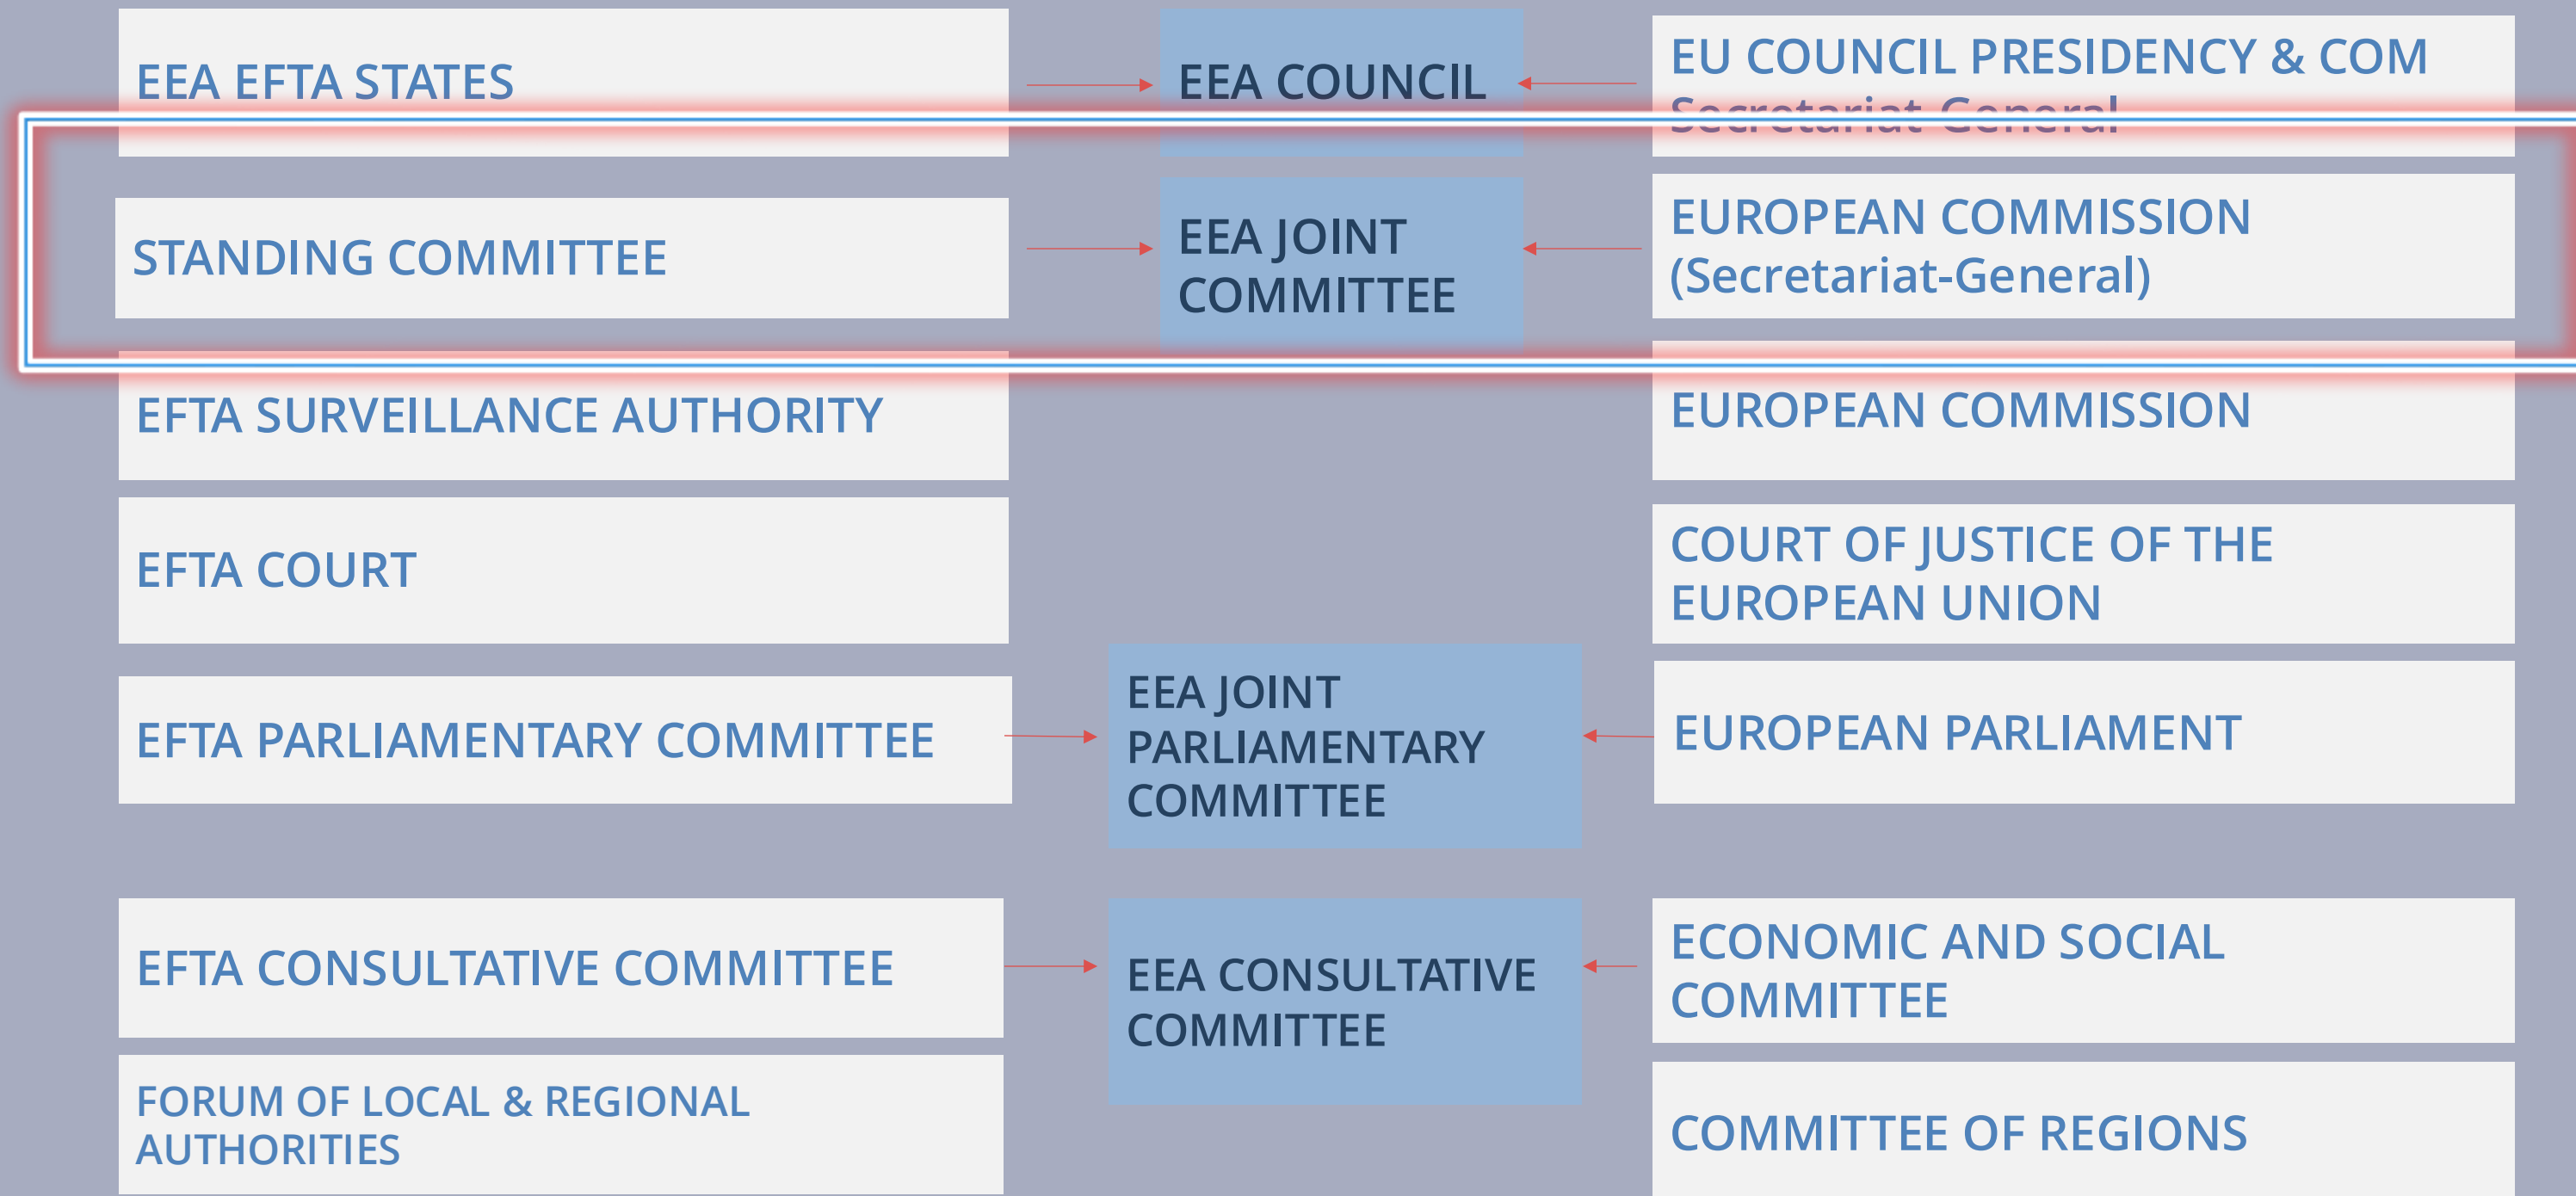 EEA EFTA STATES
EEA COUNCIL
EU COUNCIL PRESIDENCY & COM
Secretariat-General
STANDING COMMITTEE
EEA JOINT
COMMITTEE
EUROPEAN COMMISSION
(Secretariat-General)
EFTA SURVEILLANCE AUTHORITY
EUROPEAN COMMISSION
EFTA COURT
COURT OF JUSTICE OF THE
EUROPEAN UNION
EFTA PARLIAMENTARY COMMITTEE
EEA JOINT
PARLIAMENTARY
COMMITTEE
EUROPEAN PARLIAMENT
EFTA CONSULTATIVE COMMITTEE
EEA CONSULTATIVE
COMMITTEE
ECONOMIC AND SOCIAL
COMMITTEE
FORUM OF LOCAL & REGIONAL
AUTHORITIES
COMMITTEE OF REGIONS